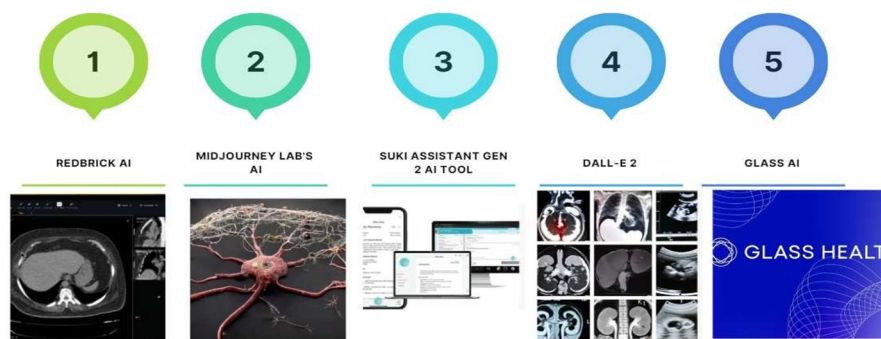 1
2
3
4
5
REDBRICK AI
MIDJOURNEY LAB'S
AI
SUKI ASSISTANT GEN
2 AI TOOL
DALL-E 2
GLASS AI
GLASS HEALT